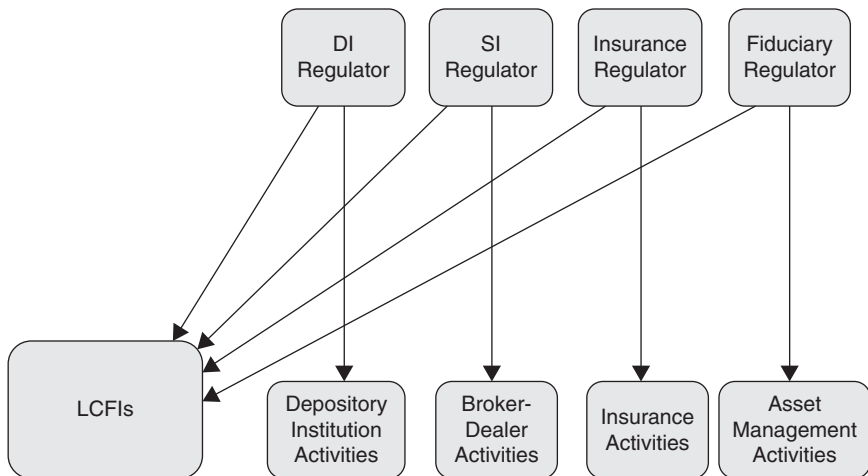 DI
Regulator
SI
Regulator
Insurance
Regulator
Fiduciary
Regulator
LCFIs
Depository
Institution
Activities
Broker-
Dealer
Activities
Insurance
Activities
Asset
Management
Activities